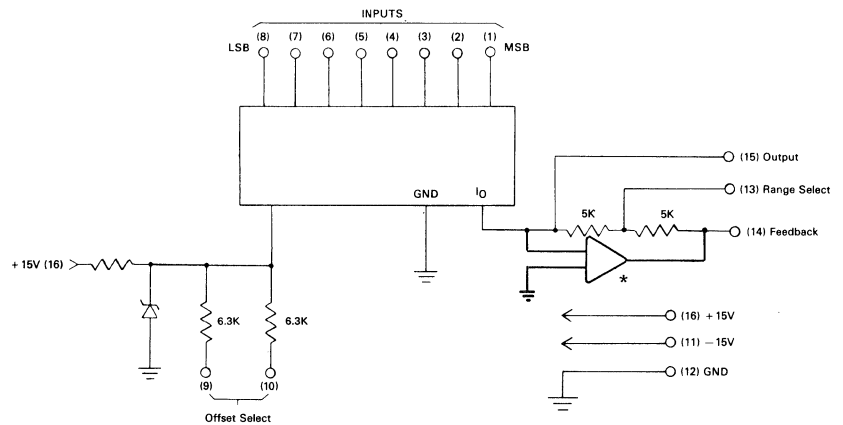 INPUTS
LSB (8) (7) (6) (5) (4) (3) (2) (1) MSB
GND IO
(15) Output
(13) Range Select
5K 5K
(14) Feedback
*
+15V (16)
6.3K 6.3K
(16) +15V
(11) −15V
(12) GND
(9) (10)
Offset Select